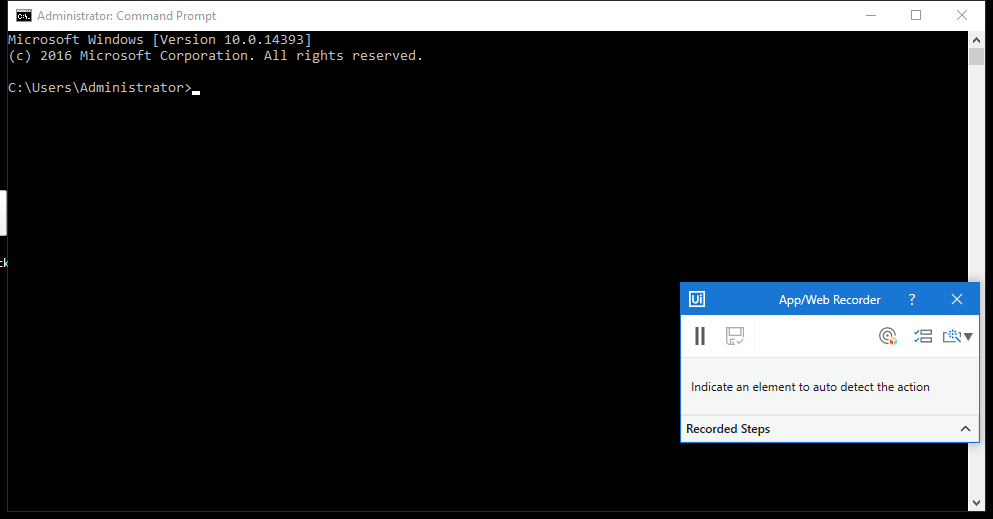 Administrator: Command Prompt
Microsoft Windows [Version 10.0.14393]
(c) 2016 Microsoft Corporation. All rights reserved.
C:\Users\Administrator>
ck
Ui App/Web Recorder ?
Indicate an element to auto detect the action
Recorded Steps